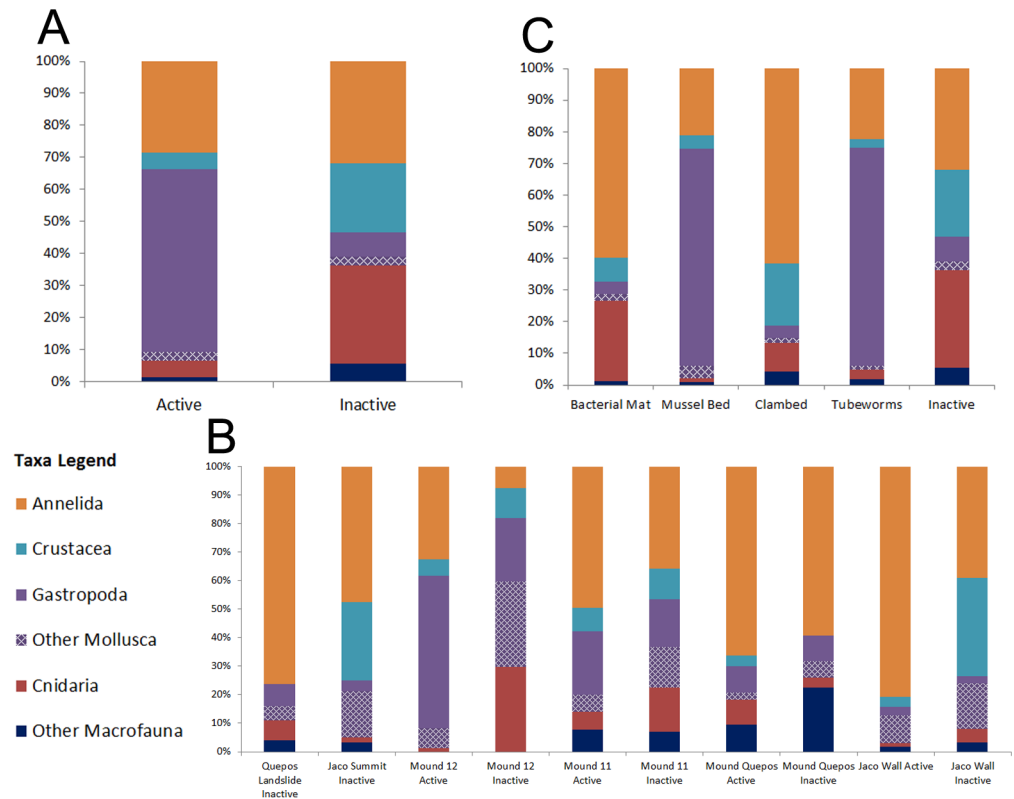 A
100%
90%
80%
70%
60%
50%
40%
30%
20%
10%
0%
Active Inactive
C
100%
90%
80%
70%
60%
50%
40%
30%
20%
10%
0%
Bacterial Mat Mussel Bed Clambed Tubeworms Inactive
Taxa Legend
Annelida
Crustacea
Gastropoda
Other Mollusca
Cnidaria
Other Macrofauna
B
100%
90%
80%
70%
60%
50%
40%
30%
20%
10%
0%
Quepos
Landslide
Inactive
Jaco Summit
Inactive
Mound 12
Active
Mound 12
Inactive
Mound 11
Active
Mound 11
Inactive
Mound Quepos
Active
Mound Quepos
Inactive
Jaco Wall Active
Jaco Wall
Inactive